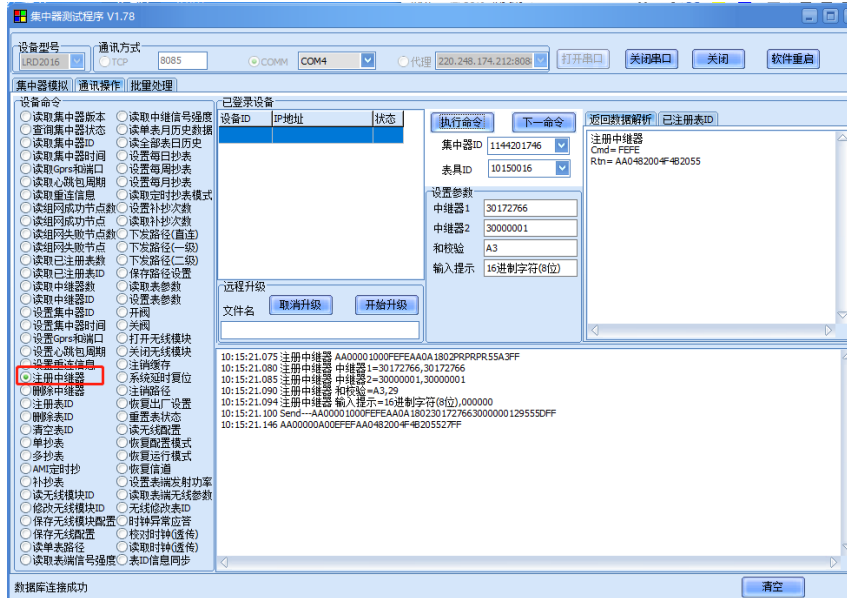 集中器测试程序 V1.78
设备型号
LRD2016
通讯方式
TCP 8085 COMM COM4 代理 220.248.174.212:808
打开串口 关闭串口 关闭 软件重启
集中器模拟 通讯操作 批量处理
设备命令
读取集中器版本 读取中继信号强度
查询集中器状态 读单表月历史数据
读取集中器ID 读全部表日历史
读取集中器时间 设置每日抄表
读取Gprs和端口 设置每周抄表
读取心跳包周期 设置每月抄表
读取重连信息 读取定时抄表模式
读组网成功节点数 设置补抄次数
读组网成功节点 读取补抄次数
读组网失败节点数 下发路径(直连)
读组网失败节点 下发路径(一级)
读取已注册表数 下发路径(二级)
读取已注册表ID 保存路径设置
读取中继器数 读取表参数
读取中继器ID 设置表参数
设置集中器ID 开阀
设置集中器时间 关阀
设置Gprs和端口 打开无线模块
设置心跳包周期 关闭无线模块
设置重连信息 注销缓存
注册中继器 系统延时复位
删除中继器 注销路径
注册表ID 恢复出厂设置
删除表ID 重置表状态
清空表ID 读无线配置
单抄表 恢复配置模式
多抄表 恢复运行模式
AMI定时抄 恢复信道
补抄表 设置表端发射功率
读无线模块ID 读取表端无线参数
修改无线模块ID 无线修改表ID
保存无线模块配置 时钟异常应答
保存无线配置 校对时钟(透传)
读单表路径 读取时钟(透传)
读取表端信号强度 表ID信息同步
已登录设备
设备ID IP地址 状态
远程升级
取消升级 开始升级
文件名
执行命令 下一命令
集中器ID 1144201746
表具ID 10150016
设置参数
中继器1 30172766
中继器2 30000001
和校验 A3
输入提示 16进制字符(8位)
返回数据解析 已注册表ID
注册中继器
Cmd= FEFE
Rtn= AA0482004F4B2055
10:15:21.075 注册中继器 AA00001000FEFEAA0A1802PRPRPR55A3FF
10:15:21.080 注册中继器 中继器1=30172766,30172766
10:15:21.085 注册中继器 中继器2=30000001,30000001
10:15:21.090 注册中继器 和校验=A3,29
10:15:21.094 注册中继器 输入提示=16进制字符(8位),000000
10:15:21.100 Send---AA00001000FEFEAA0A1802301727663000000129555DFF
10:15:21.146 AA00000A00EFEFAA0482004F4B205527FF
数据库连接成功
清空